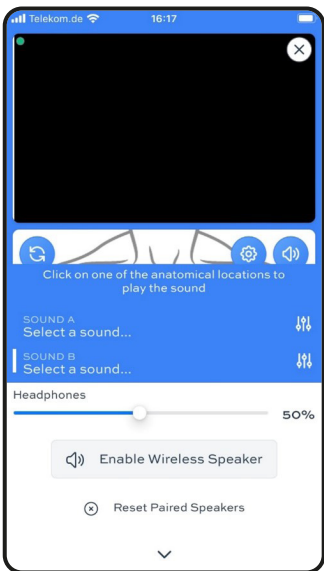 Telekom.de 16:17
Click on one of the anatomical locations to
play the sound
SOUND A
Select a sound...
SOUND B
Select a sound...
Headphones
50%
Enable Wireless Speaker
Reset Paired Speakers